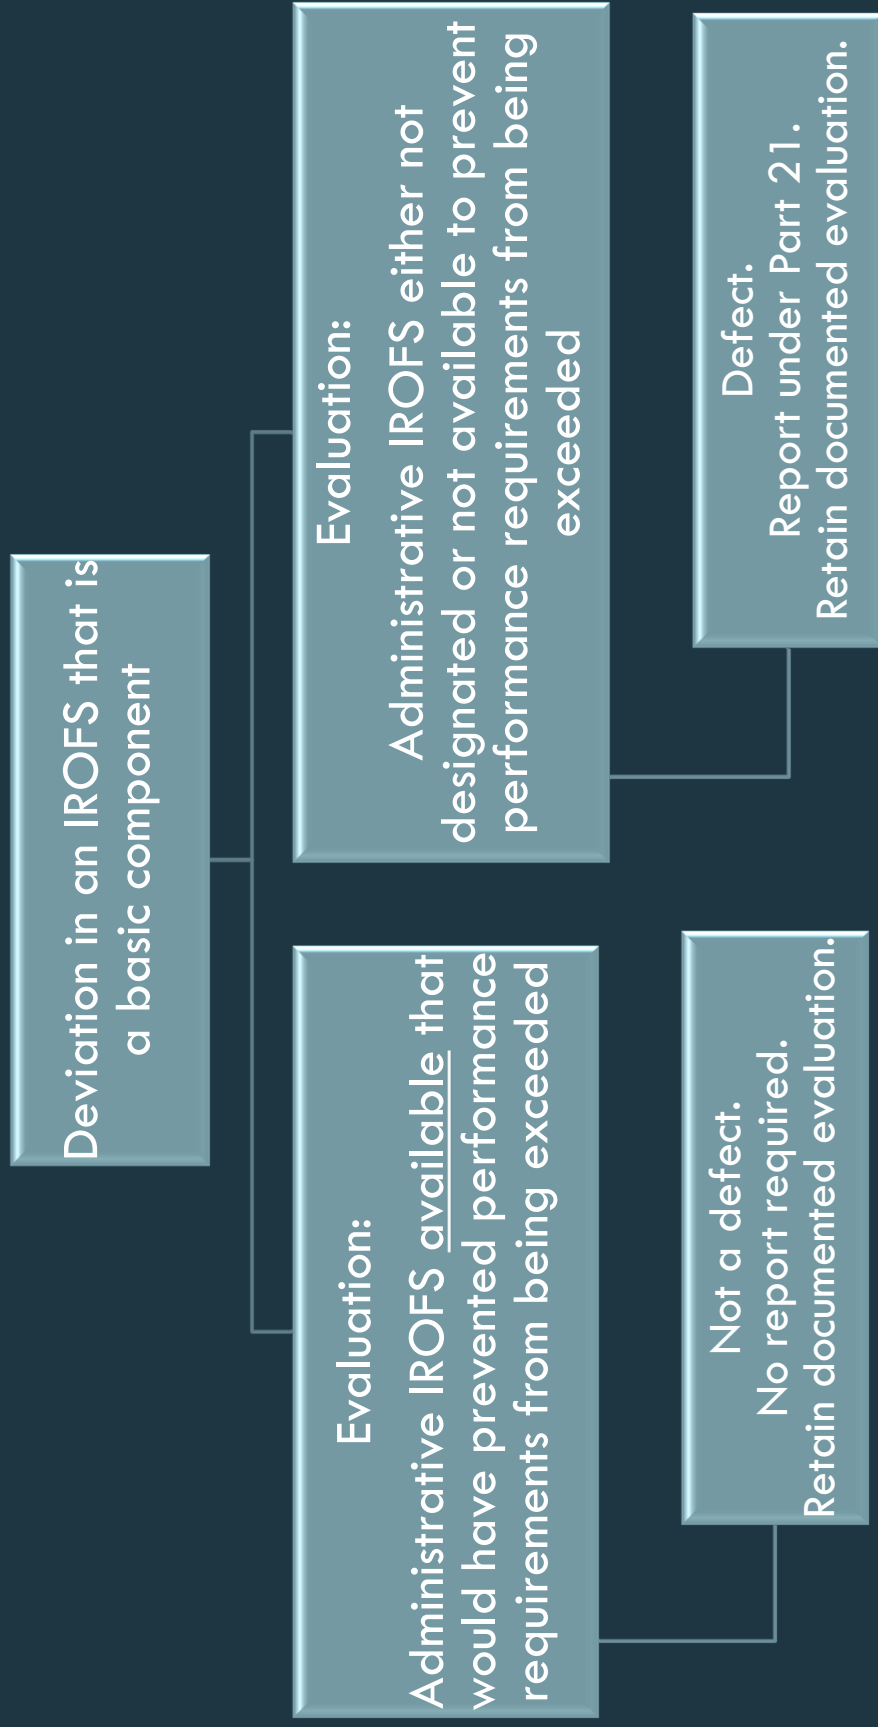 Deviation in an IROFS that is
a basic component
Evaluation:
Administrative IROFS available that
would have prevented performance
requirements from being exceeded
Evaluation:
Administrative IROFS either not
designated or not available to prevent
performance requirements from being
exceeded
Not a defect.
No report required.
Retain documented evaluation.
Defect.
Report under Part 21.
Retain documented evaluation.